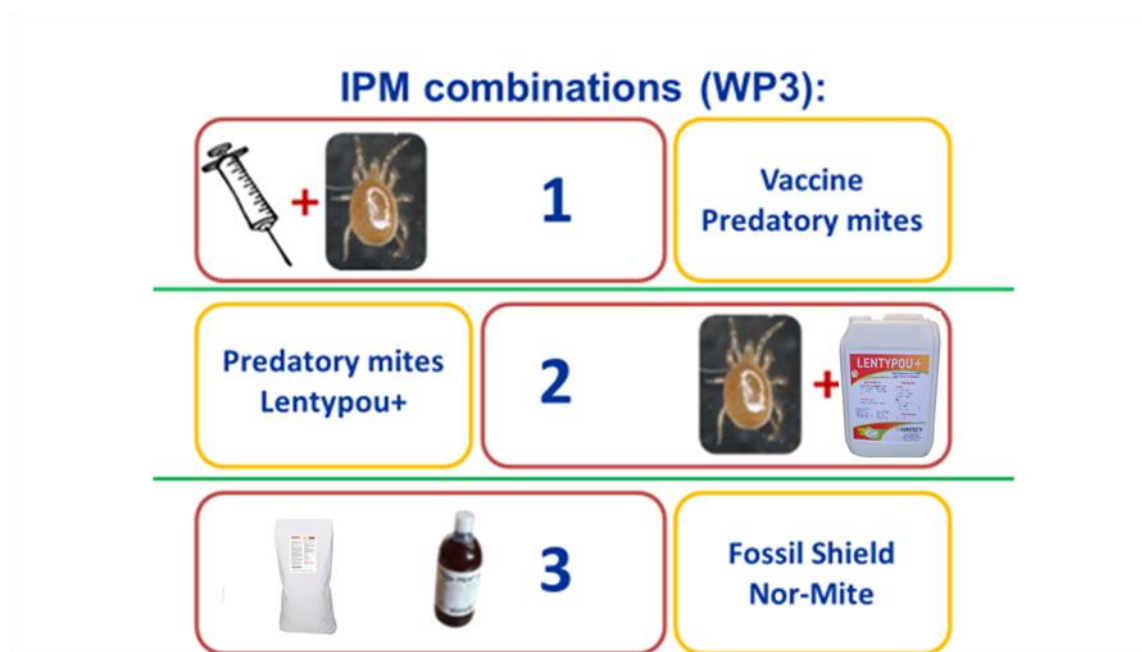 IPM combinations (WP3):
+
1
Vaccine
Predatory mites
Predatory mites
Lentypou+
2
+
LENTYPOU+
3
Fossil Shield
Nor-Mite